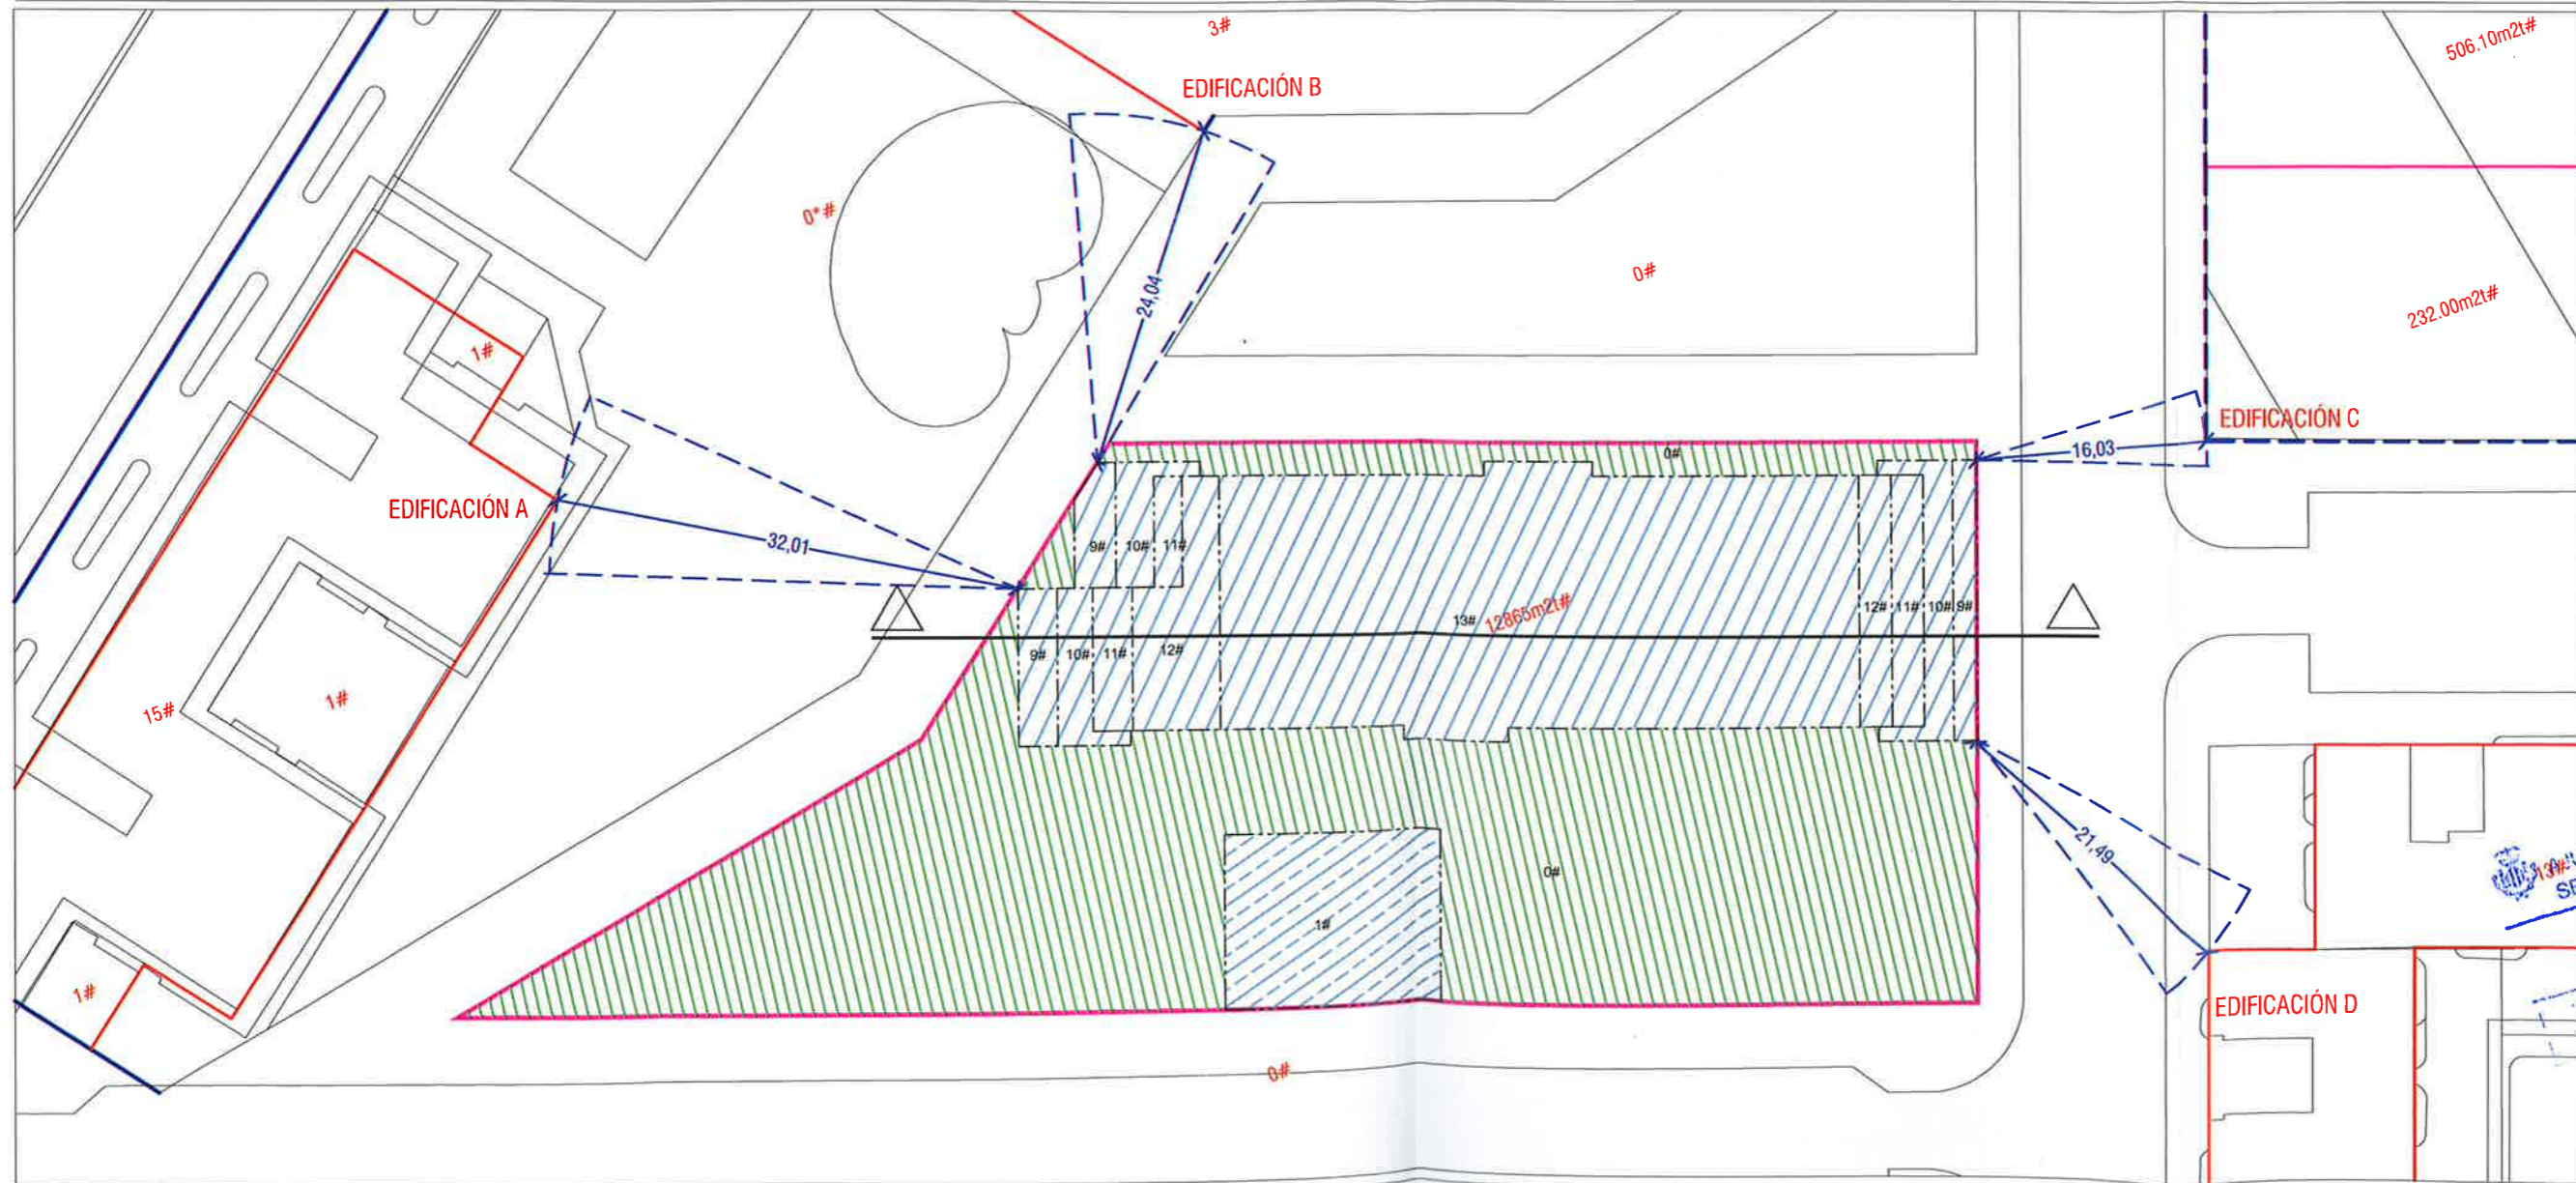 3#
506.10m2t#
EDIFICACIÓN B
0*#
0#
24,04
232.00m2t#
1#
EDIFICACIÓN C
16,03
0#
EDIFICACIÓN A
32,01
9# 10# 11#
13# 12865m2t#
12# 11# 10# 9#
9# 10# 11# 12#
1#
15#
21,49
13#
0#
1#
1#
EDIFICACIÓN D
0#